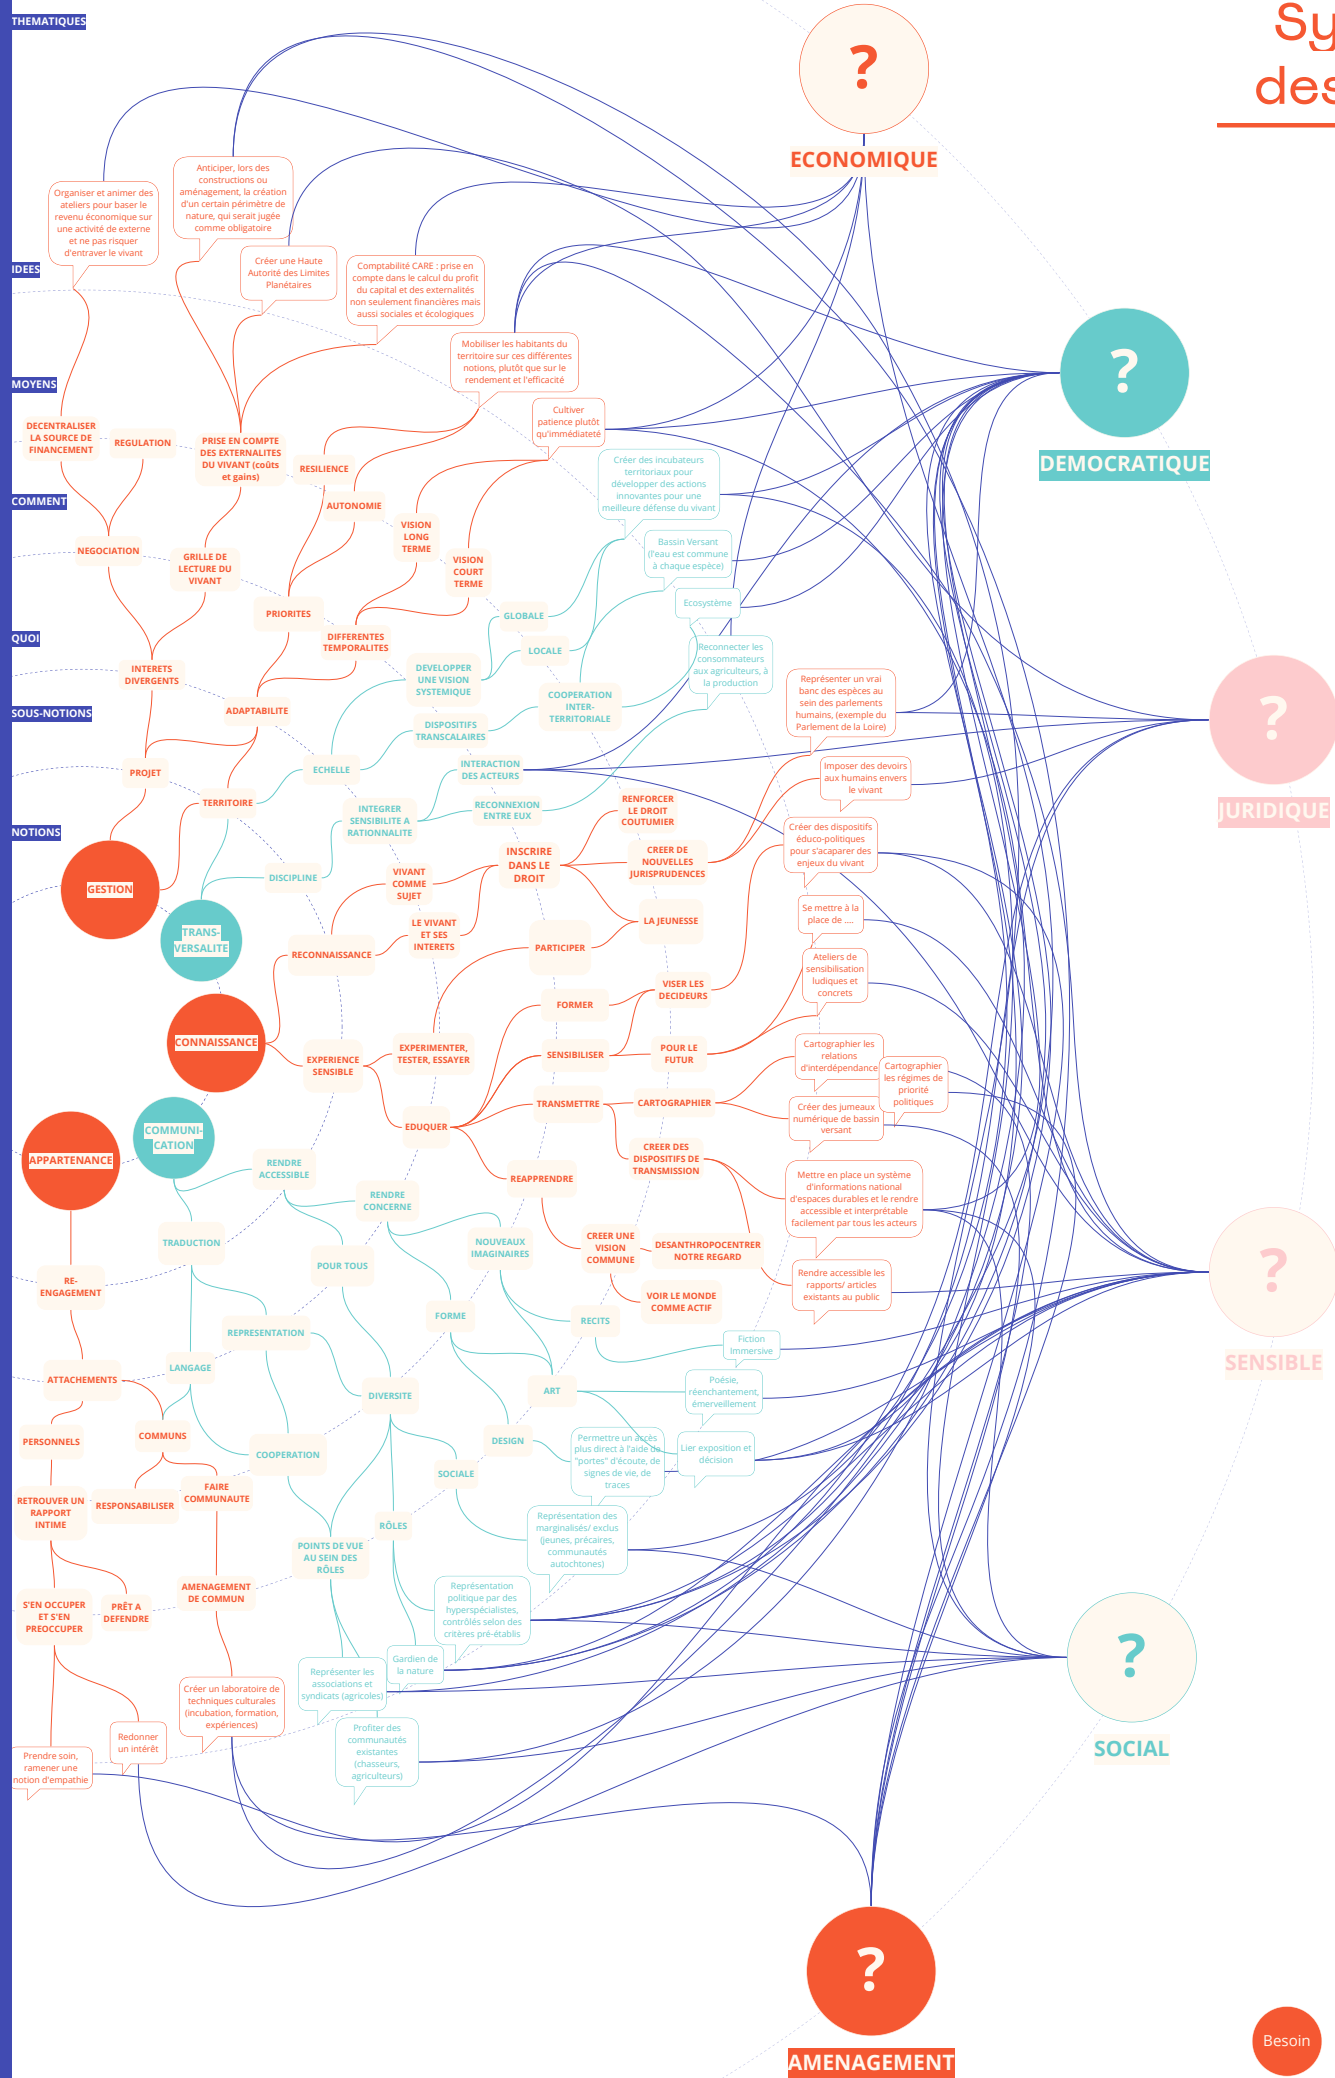 THEMATIQUES
Sy
des
?
ECONOMIQUE
Anticiper, lors des
constructions ou
aménagement, la création
d'un certain périmètre de
nature, qui serait jugée
comme obligatoire
Organiser et animer des
ateliers pour baser le
revenu économique sur
une activité de externe
et ne pas risquer
d'entraver le vivant
IDEES
Créer une Haute
Autorité des Limites
Planétaires
Comptabilité CARE : prise en
compte dans le calcul du profit
du capital et des externalités
non seulement financières mais
aussi sociales et écologiques
Mobiliser les habitants du
territoire sur ces différentes
notions, plutôt que sur le
rendement et l'efficacité
?
DEMOCRATIQUE
MOYENS
Cultiver
patience plutôt
qu'immédiateté
DECENTRALISER
LA SOURCE DE
FINANCEMENT
REGULATION
PRISE EN COMPTE
DES EXTERNALITES
DU VIVANT (coûts
et gains)
RESILIENCE
AUTONOMIE
Créer des incubateurs
territoriaux pour
développer des actions
innovantes pour une
meilleure défense du vivant
COMMENT
VISION
LONG
TERME
VISION
COURT
TERME
Bassin Versant
(l'eau est commune
à chaque espèce)
NEGOCIATION
GRILLE DE
LECTURE DU
VIVANT
PRIORITES
GLOBALE
Ecosystème
QUOI
DIFFERENTES
TEMPORALITES
LOCALE
Reconnecter les
consommateurs
aux agriculteurs, à
la production
INTERETS
DIVERGENTS
DEVELOPPER
UNE VISION
SYSTEMIQUE
COOPERATION
INTER-
TERRITORIALE
Représenter un vrai
banc des espèces au
sein des parlements
humains, (exemple du
Parlement de la Loire)
?
JURIDIQUE
SOUS-NOTIONS
ADAPTABILITE
DISPOSITIFS
TRANSCALAIRES
PROJET
ECHELLE
INTERACTION
DES ACTEURS
Imposer des devoirs
aux humains envers
le vivant
TERRITOIRE
INTEGRER
SENSIBILITE A
RATIONNALITE
RECONNEXION
ENTRE EUX
RENFORCER
LE DROIT
COUTUMIER
NOTIONS
Créer des dispositifs
éduco-politiques
pour s'acaparer des
enjeux du vivant
INSCRIRE
DANS LE
DROIT
CREER DE
NOUVELLES
JURISPRUDENCES
GESTION
DISCIPLINE
VIVANT
COMME
SUJET
Se mettre à la
place de ....
TRANS-
VERSALITE
LE VIVANT
ET SES
INTERETS
LA JEUNESSE
RECONNAISSANCE
PARTICIPER
Ateliers de
sensibilisation
ludiques et
concrets
VISER LES
DECIDEURS
FORMER
CONNAISSANCE
EXPERIENCE
SENSIBLE
EXPERIMENTER,
TESTER, ESSAYER
SENSIBILISER
POUR LE
FUTUR
Cartographier les
relations
d'interdépendance
Cartographier
les régimes de
priorité
politiques
TRANSMETTRE
CARTOGRAPHIER
Créer des jumeaux
numérique de bassin
versant
COMMUNI-
CATION
EDUQUER
APPARTENANCE
RENDRE
ACCESSIBLE
REAPPRENDRE
CREER DES
DISPOSITIFS DE
TRANSMISSION
Mettre en place un système
d'informations national
d'espaces durables et le rendre
accessible et interprétable
facilement par tous les acteurs
RENDRE
CONCERNE
TRADUCTION
POUR TOUS
NOUVEAUX
IMAGINAIRES
CREER UNE
VISION
COMMUNE
DESANTHROPOCENTRER
NOTRE REGARD
?
SENSIBLE
RE-
ENGAGEMENT
Rendre accessible les
rapports/ articles
existants au public
VOIR LE MONDE
COMME ACTIF
FORME
RECITS
REPRESENTATION
Fiction
Immersive
LANGAGE
ATTACHEMENTS
DIVERSITE
ART
Poésie,
réenchantement,
émerveillement
PERSONNELS
COMMUNS
COOPERATION
DESIGN
Permettre un accès
plus direct à l'aide de
"portes" d'écoute, de
signes de vie, de
traces
Lier exposition et
décision
SOCIALE
RETROUVER UN
RAPPORT
INTIME
RESPONSABILISER
FAIRE
COMMUNAUTE
RÔLES
Représentation des
marginalisés/ exclus
(jeunes, précaires,
communautés
autochtones)
POINTS DE VUE
AU SEIN DES
RÔLES
S'EN OCCUPER
ET S'EN
PREOCCUPER
PRÊT A
DEFENDRE
AMENAGEMENT
DE COMMUN
Représentation
politique par des
hyperspécialistes,
contrôlés selon des
critères pré-établis
Gardien de
la nature
?
SOCIAL
Représenter les
associations et
syndicats (agricoles)
Créer un laboratoire de
techniques culturales
(incubation, formation,
expériences)
Profiter des
communautés
existantes
(chasseurs,
agriculteurs)
Redonner
un intérêt
Prendre soin,
ramener une
notion d'empathie
?
AMENAGEMENT
Besoin